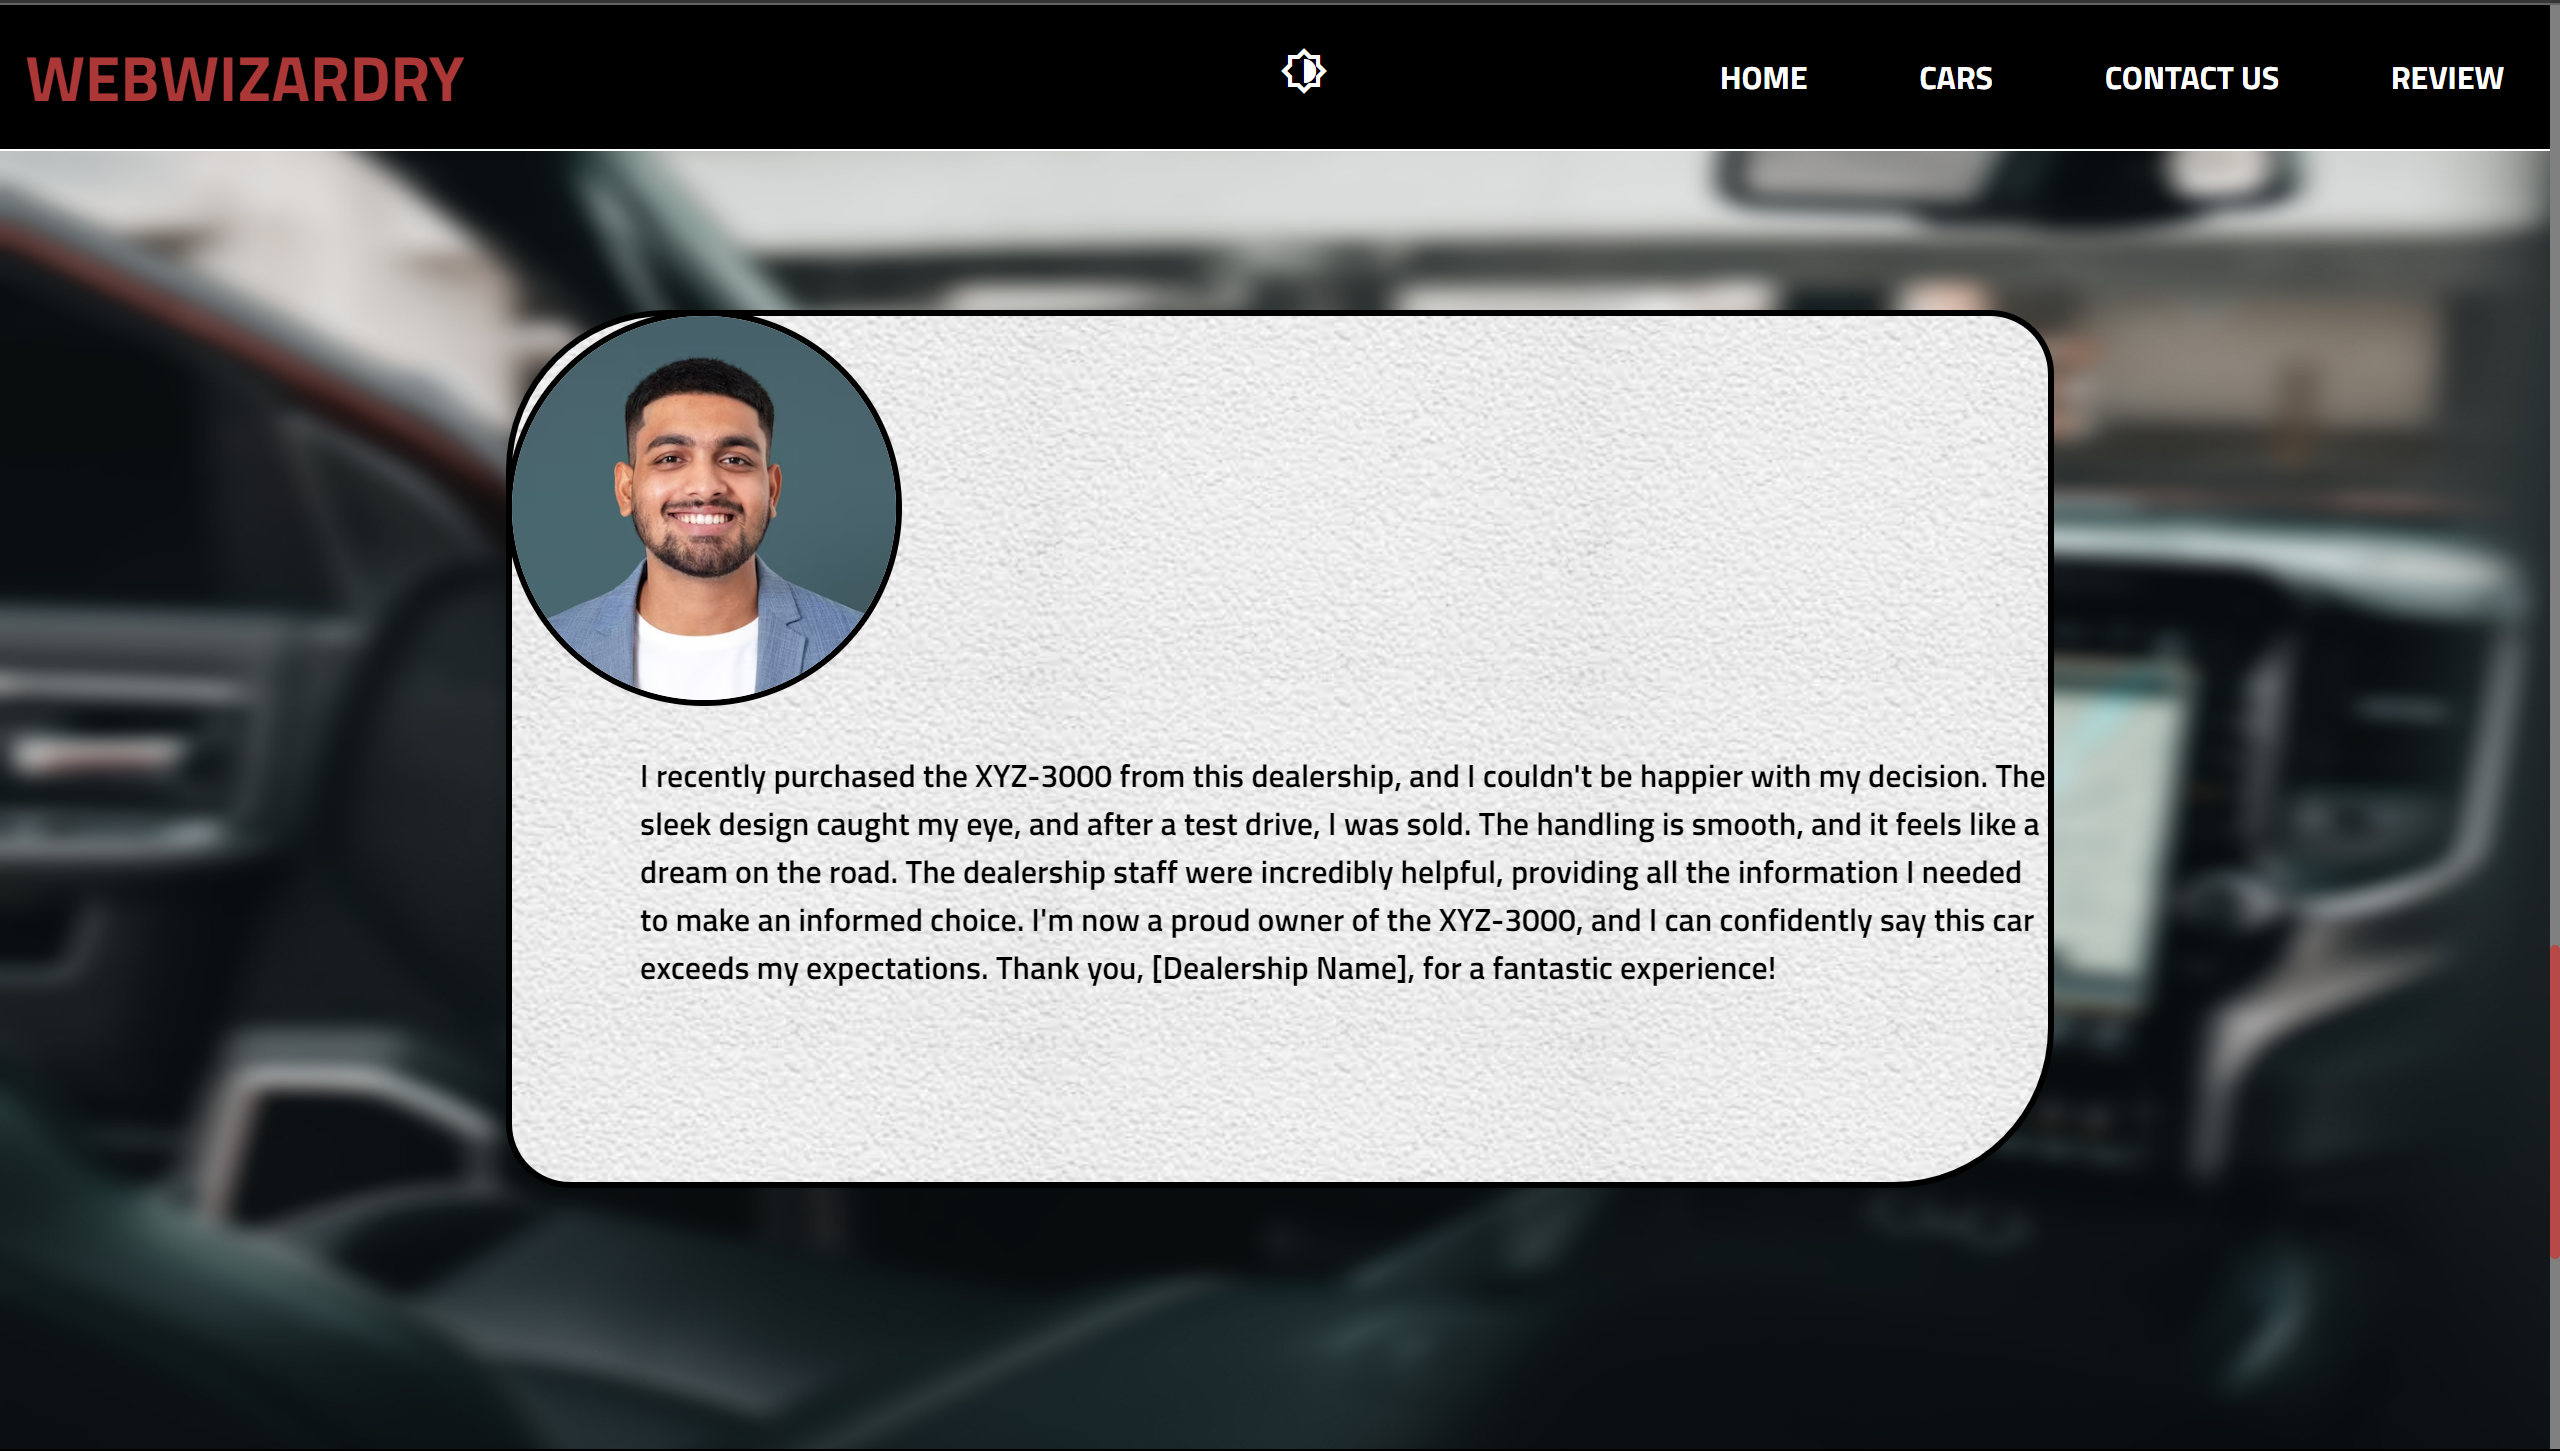 WEBWIZARDRY
HOME CARS CONTACT US REVIEW
I recently purchased the XYZ-3000 from this dealership, and I couldn't be happier with my decision. The
sleek design caught my eye, and after a test drive, I was sold. The handling is smooth, and it feels like a
dream on the road. The dealership staff were incredibly helpful, providing all the information I needed
to make an informed choice. I'm now a proud owner of the XYZ-3000, and I can confidently say this car
exceeds my expectations. Thank you, [Dealership Name], for a fantastic experience!